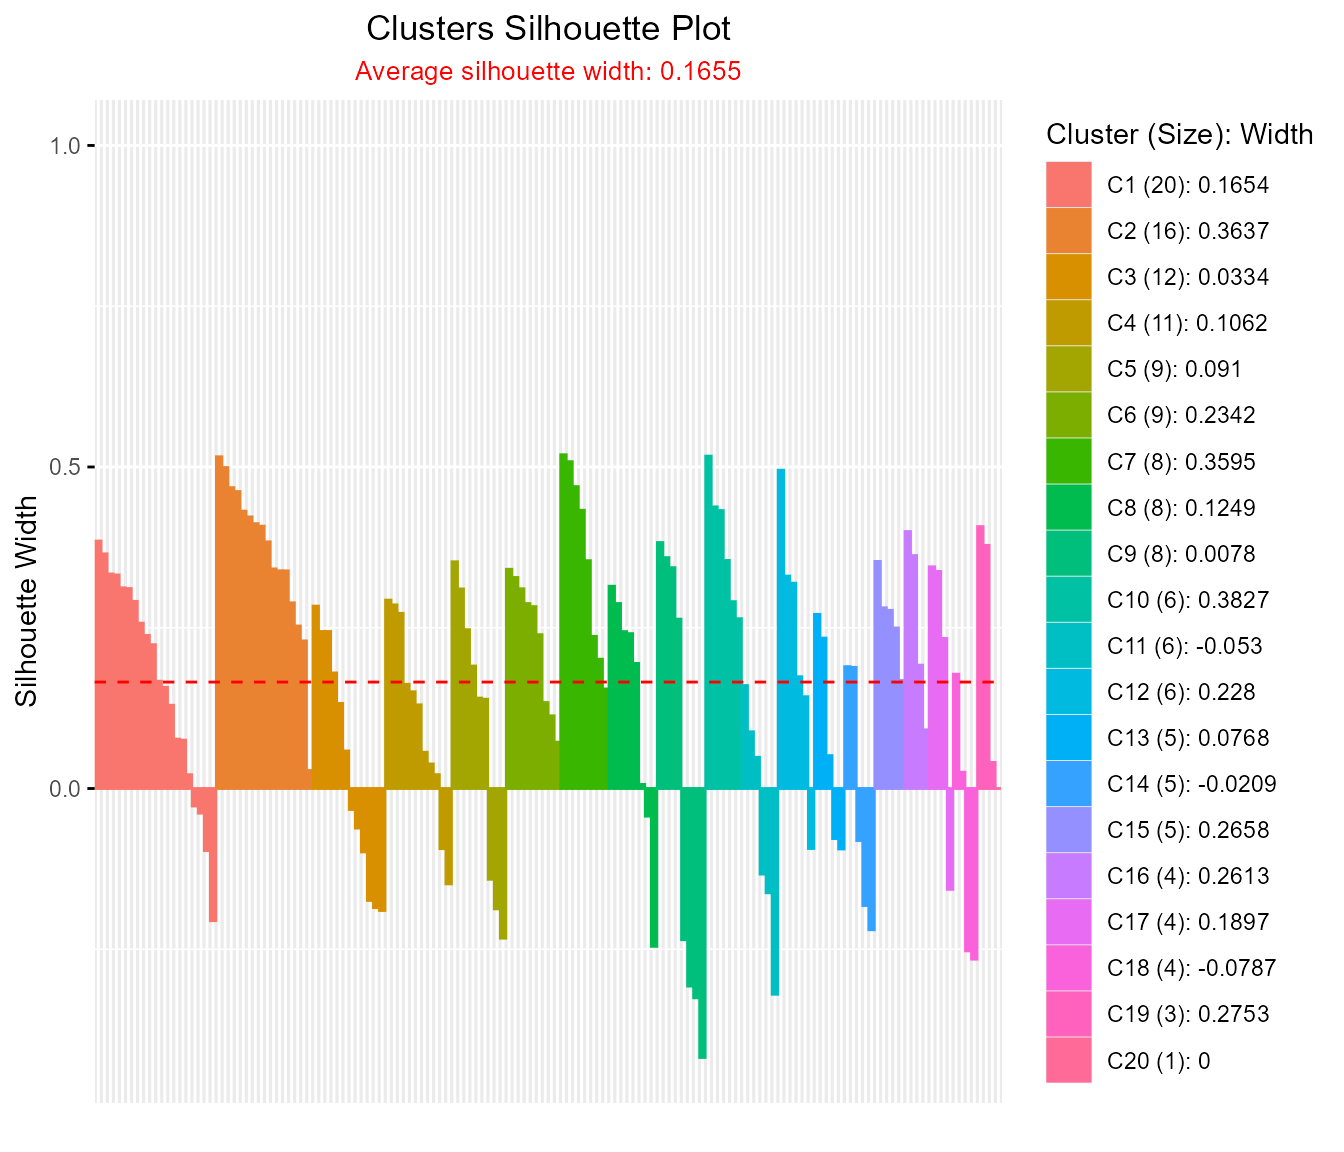 Clusters Silhouette Plot
Average silhouette width: 0.1655
Silhouette Width
1.0
0.5
0.0
Cluster (Size): Width
C1 (20): 0.1654
C2 (16): 0.3637
C3 (12): 0.0334
C4 (11): 0.1062
C5 (9): 0.091
C6 (9): 0.2342
C7 (8): 0.3595
C8 (8): 0.1249
C9 (8): 0.0078
C10 (6): 0.3827
C11 (6): -0.053
C12 (6): 0.228
C13 (5): 0.0768
C14 (5): -0.0209
C15 (5): 0.2658
C16 (4): 0.2613
C17 (4): 0.1897
C18 (4): -0.0787
C19 (3): 0.2753
C20 (1): 0